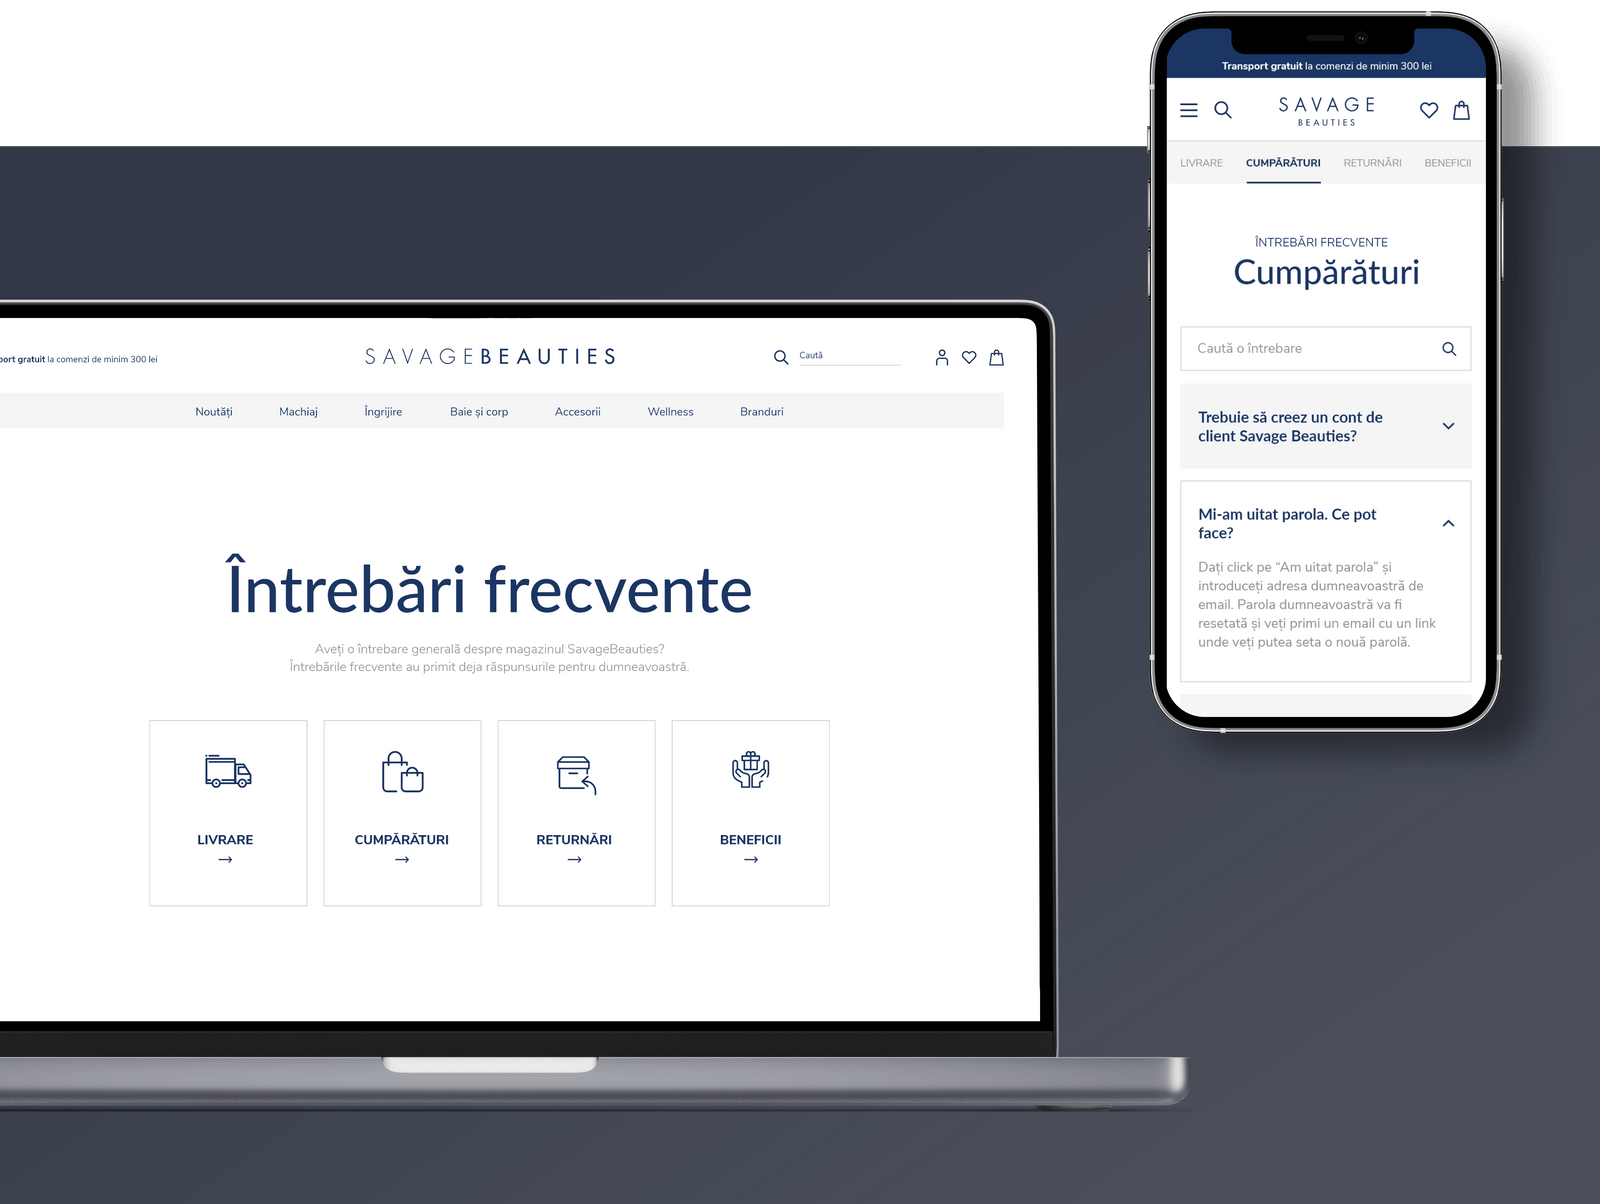 Transport gratuit la comenzi de minim 300 lei
SAVAGE
BEAUTIES
LIVRARE CUMPĂRĂTURI RETURNĂRI BENEFICII
ÎNTREBĂRI FRECVENTE
Cumpărături
Caută o întrebare
Trebuie să creez un cont de
client Savage Beauties?
Mi-am uitat parola. Ce pot
face?
Dați click pe “Am uitat parola” și
introduceți adresa dumneavoastră de
email. Parola dumneavoastră va fi
resetată și veți primi un email cu un link
unde veți putea seta o nouă parolă.
port gratuit la comenzi de minim 300 lei
SAVAGEBEAUTIES
Caută
Noutăți Machiaj Îngrijire Baie și corp Accesorii Wellness Branduri
Întrebări frecvente
Aveți o întrebare generală despre magazinul SavageBeauties?
Întrebările frecvente au primit deja răspunsurile pentru dumneavoastră.
LIVRARE CUMPĂRĂTURI RETURNĂRI BENEFICII